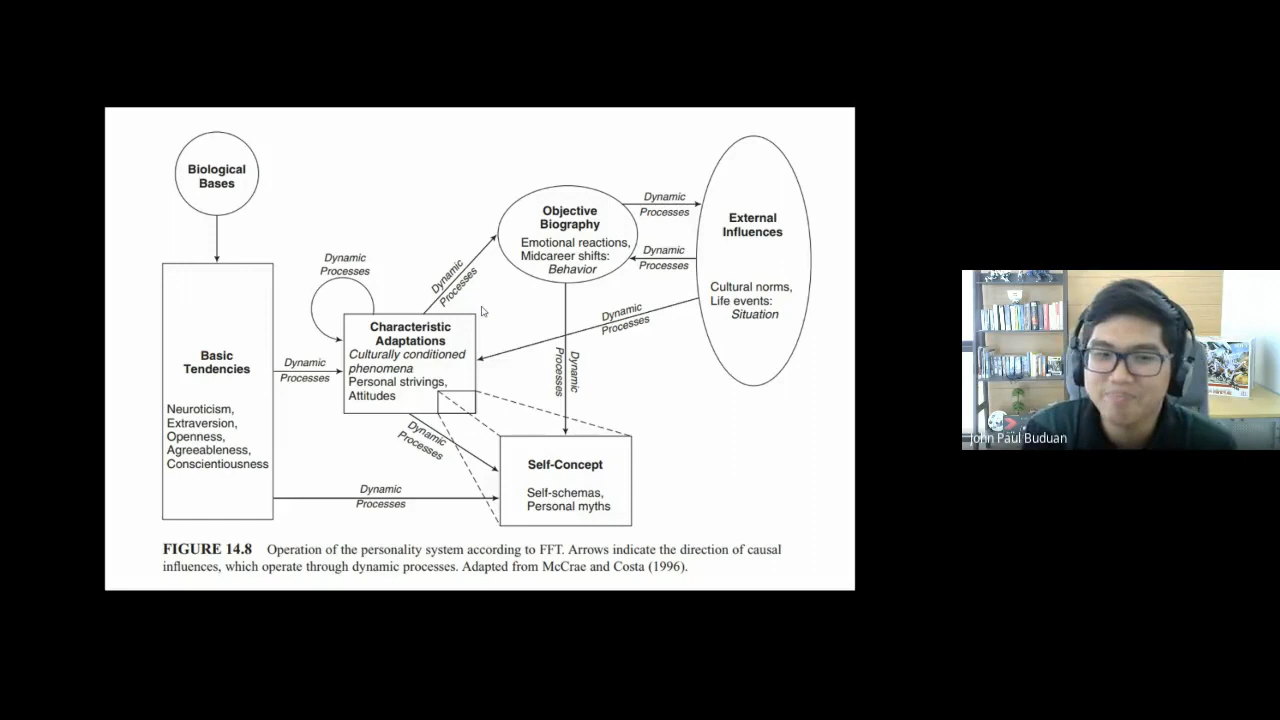 Biological
Bases
Basic
Tendencies
Neuroticism,
Extraversion,
Openness,
Agreeableness,
Conscientiousness
Dynamic
Processes
Dynamic
Processes
Characteristic
Adaptations
Culturally conditioned
phenomena
Personal strivings,
Attitudes
Dynamic
Processes
Objective
Biography
Emotional reactions,
Midcareer shifts:
Behavior
Dynamic
Processes
Dynamic
Processes
External
Influences
Cultural norms,
Life events:
Situation
Dynamic
Processes
Dynamic
Processes
Dynamic
Processes
Dynamic
Processes
Self-Concept
Self-schemas,
Personal myths
FIGURE 14.8 Operation of the personality system according to FFT. Arrows indicate the direction of causal
influences, which operate through dynamic processes. Adapted from McCrae and Costa (1996).
John Paul Buduan